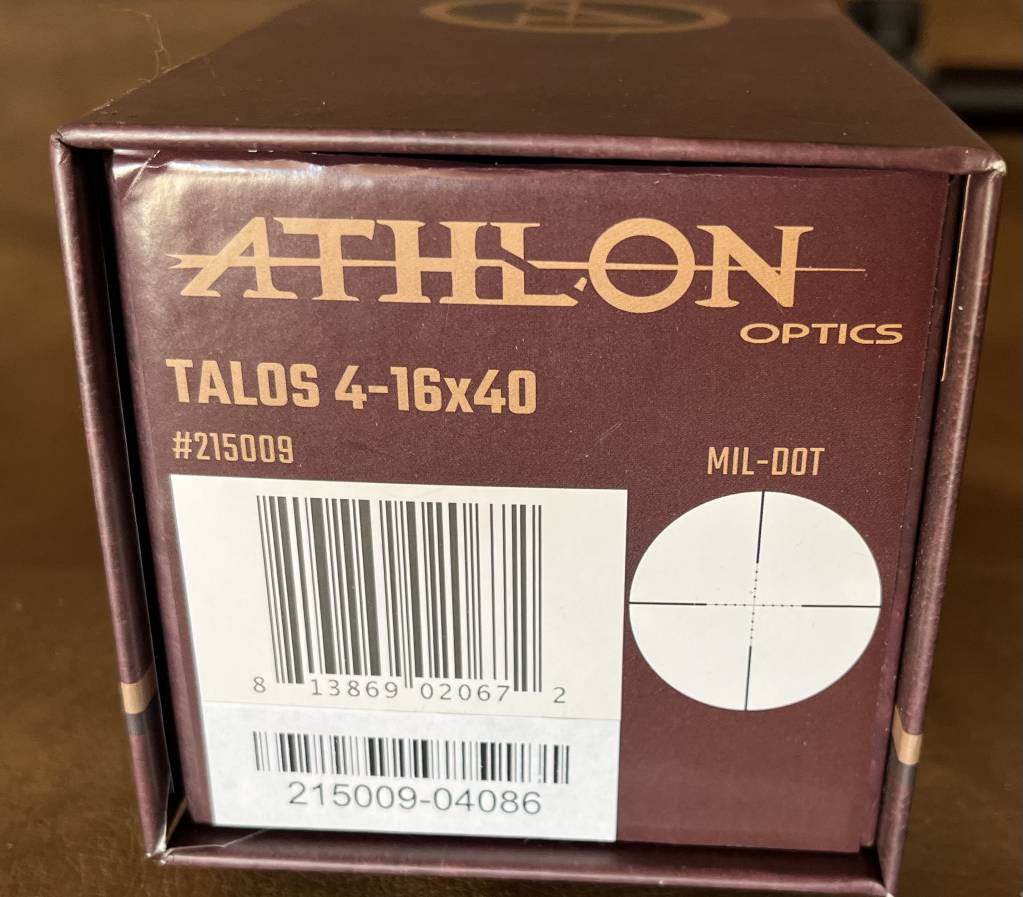 ATHLON
OPTICS
TALOS 4-16x40
#215009
MIL-DOT
8 13869 02067 2
215009-04086